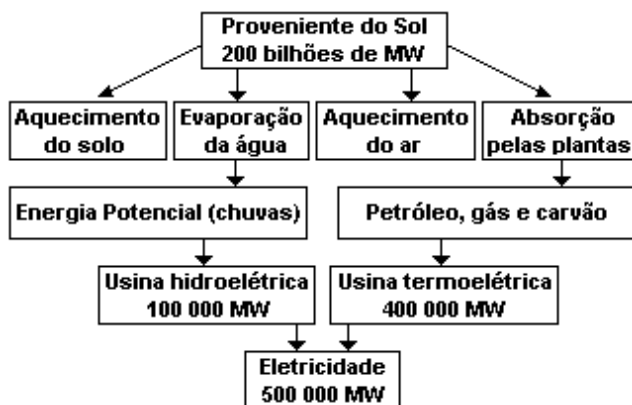 Proveniente do Sol
200 bilhões de MW
Aquecimento
do solo
Evaporação
da água
Aquecimento
do ar
Absorção
pelas plantas
Energia Potencial (chuvas)
Petróleo, gás e carvão
Usina hidroelétrica
100 000 MW
Usina termoelétrica
400 000 MW
Eletricidade
500 000 MW